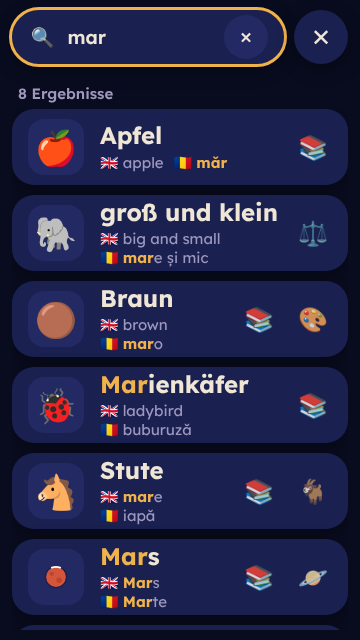 mar
8 Ergebnisse
Apfel
apple măr
groß und klein
big and small
mare și mic
Braun
brown
maro
Marienkäfer
ladybird
buburuză
Stute
mare
iapă
Mars
Mars
Marte